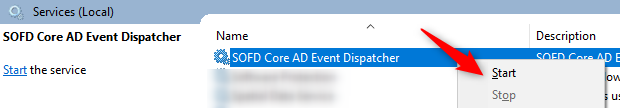 Services (Local)
SOFD Core AD Event Dispatcher
Start the service
Name
Description
SOFD Core AD Event Dispatcher
SOFD Core AD
Start
Stop